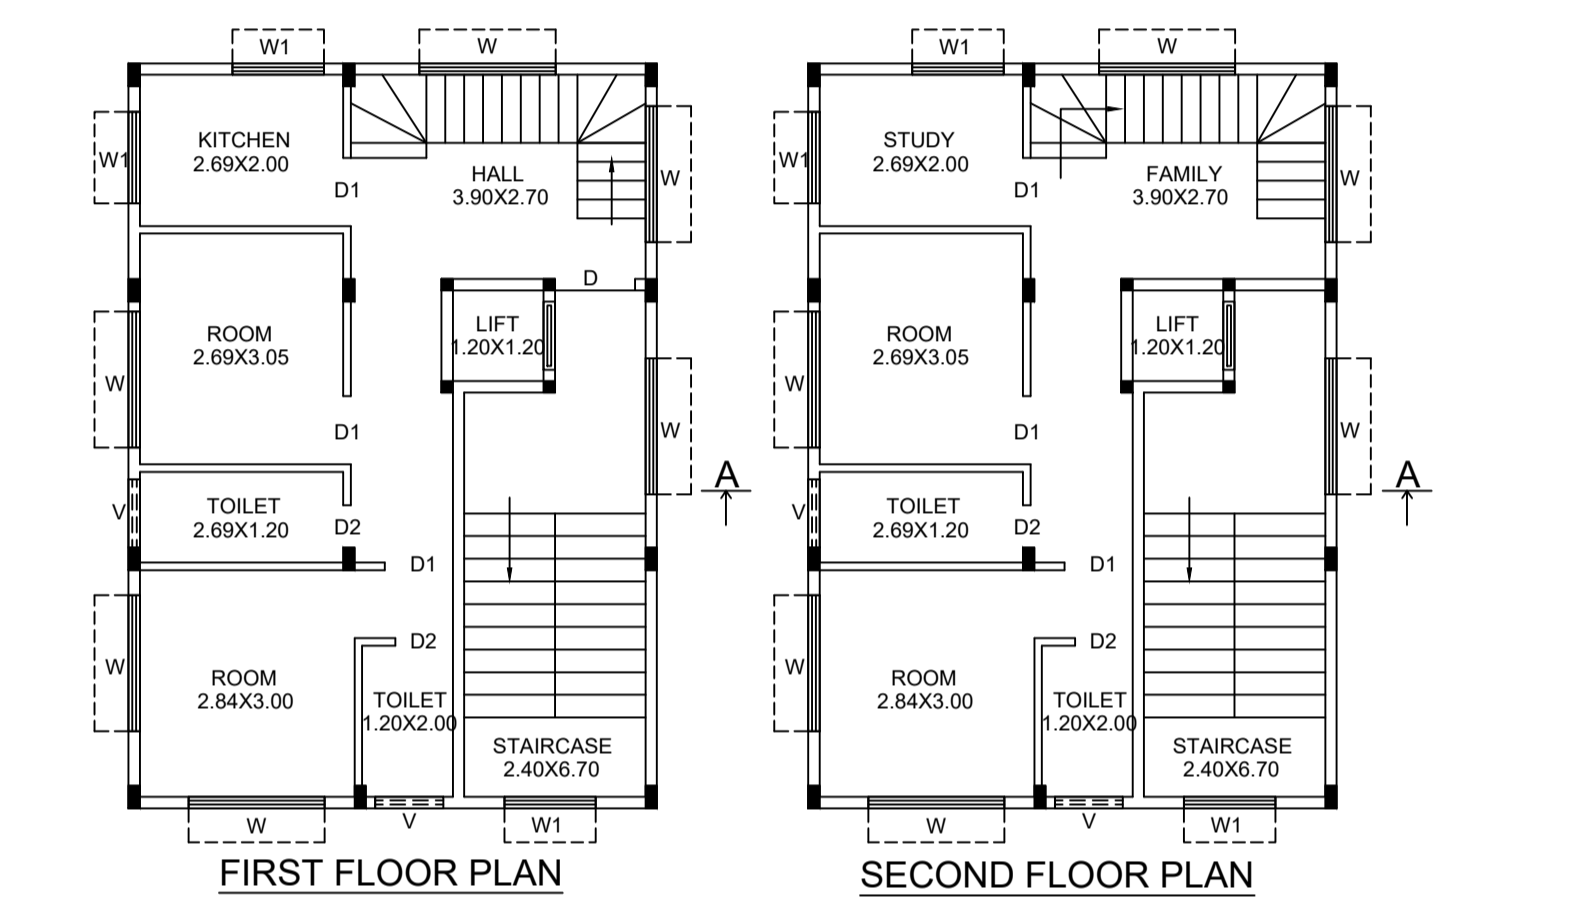 W1
W
KITCHEN
2.69X2.00
W1
HALL
3.90X2.70
W
D1
D
ROOM
2.69X3.05
LIFT
1.20X1.20
W
D1
W
A
TOILET
2.69X1.20
V
D2
D1
D2
ROOM
2.84X3.00
W
TOILET
1.20X2.00
STAIRCASE
2.40X6.70
W
V
W1
FIRST FLOOR PLAN
W1
W
STUDY
2.69X2.00
W1
FAMILY
3.90X2.70
W
D1
ROOM
2.69X3.05
LIFT
1.20X1.20
W
D1
W
A
TOILET
2.69X1.20
V
D2
D1
D2
ROOM
2.84X3.00
W
TOILET
1.20X2.00
STAIRCASE
2.40X6.70
W
V
W1
SECOND FLOOR PLAN